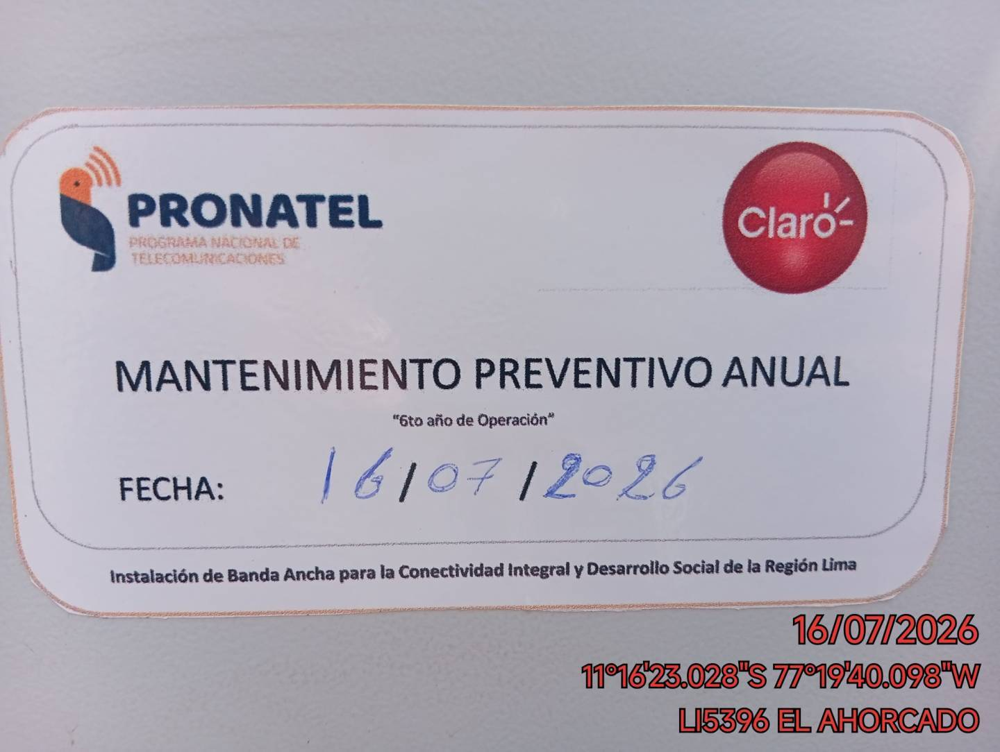 PRONATEL
PROGRAMA NACIONAL DE
TELECOMUNICACIONES
Claro
MANTENIMIENTO PREVENTIVO ANUAL
"6to año de Operación"
FECHA: 16/07/2026
Instalación de Banda Ancha para la Conectividad Integral y Desarrollo Social de la Región Lima
16/07/2026
11°16'23.028"S 77°19'40.098"W
LI5396 EL AHORCADO